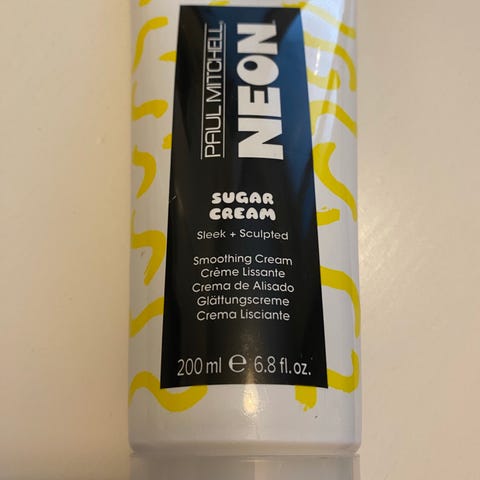 PAUL MITCHELL
NEON
SUGAR
CREAM
Sleek + Sculpted
Smoothing Cream
Crème Lissante
Crema de Alisado
Glättungscreme
Crema Lisciante
200 ml e 6.8 fl.oz.